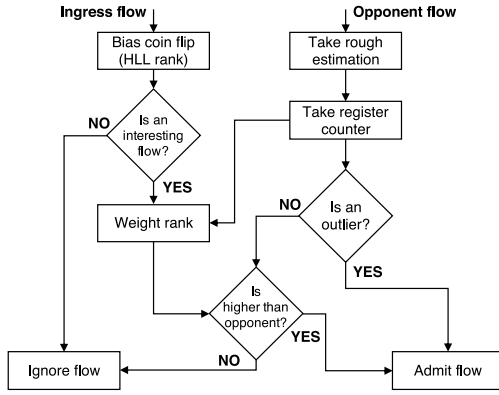 Ingress flow
Opponent flow
Bias coin flip
(HLL rank)
Take rough
estimation
Is an
interesting
flow?
NO
YES
Take register
counter
Weight rank
Is an
outlier?
NO
YES
Is
higher than
opponent?
YES
NO
Ignore flow
Admit flow